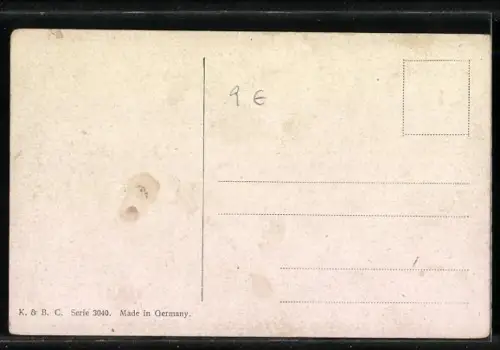 9 €
K. & B. C. Serie 3040. Made in Germany.